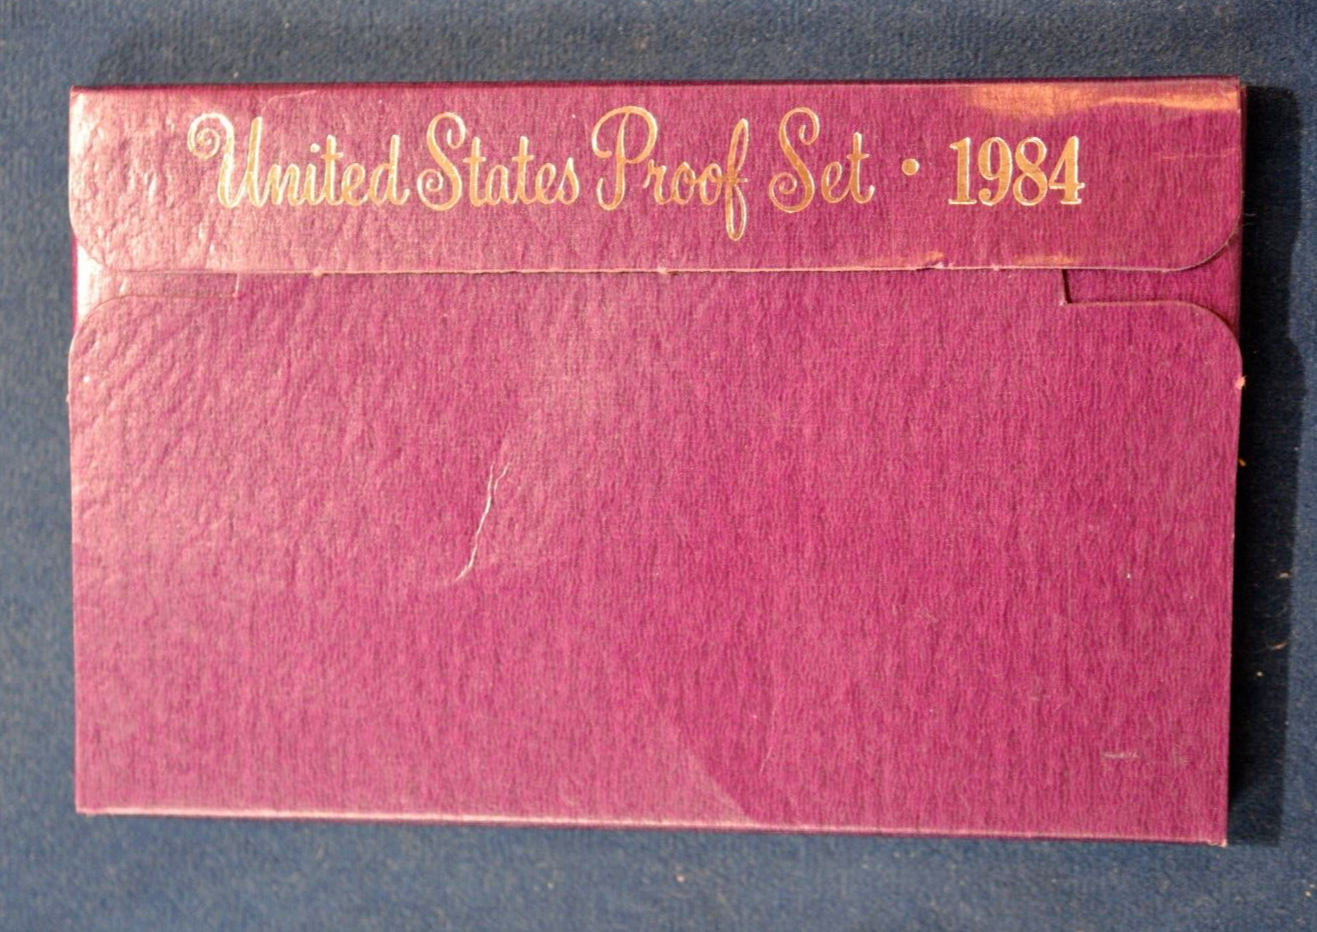 United States Proof Set • 1984